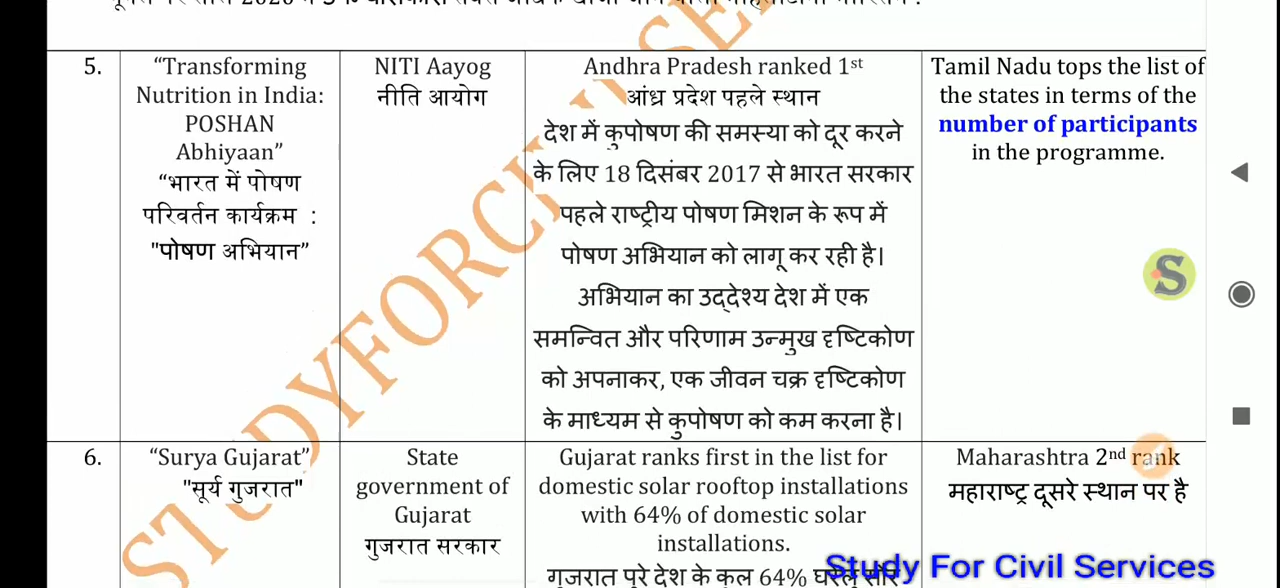 5.
"Transforming
Nutrition in India:
POSHAN
Abhiyaan"
"भारत में पोषण
परिवर्तन कार्यक्रम :
"पोषण अभियान"
NITI Aayog
नीति आयोग
Andhra Pradesh ranked 1st
आंध्र प्रदेश पहले स्थान
देश में कुपोषण की समस्या को दूर करने
के लिए 18 दिसंबर 2017 से भारत सरकार
पहले राष्ट्रीय पोषण मिशन के रूप में
पोषण अभियान को लागू कर रही है।
अभियान का उद्देश्य देश में एक
समन्वित और परिणाम उन्मुख दृष्टिकोण
को अपनाकर, एक जीवन चक्र दृष्टिकोण
के माध्यम से कुपोषण को कम करना है।
Tamil Nadu tops the list of
the states in terms of the
number of participants
in the programme.
6.
"Surya Gujarat"
"सूर्य गुजरात"
State
government of
Gujarat
गुजरात सरकार
Gujarat ranks first in the list for
domestic solar rooftop installations
with 64% of domestic solar
installations.
गुजरात पूरे देश के कुल 64%
Maharashtra 2nd rank
महाराष्ट्र दूसरे स्थान पर है
Study For Civil Services